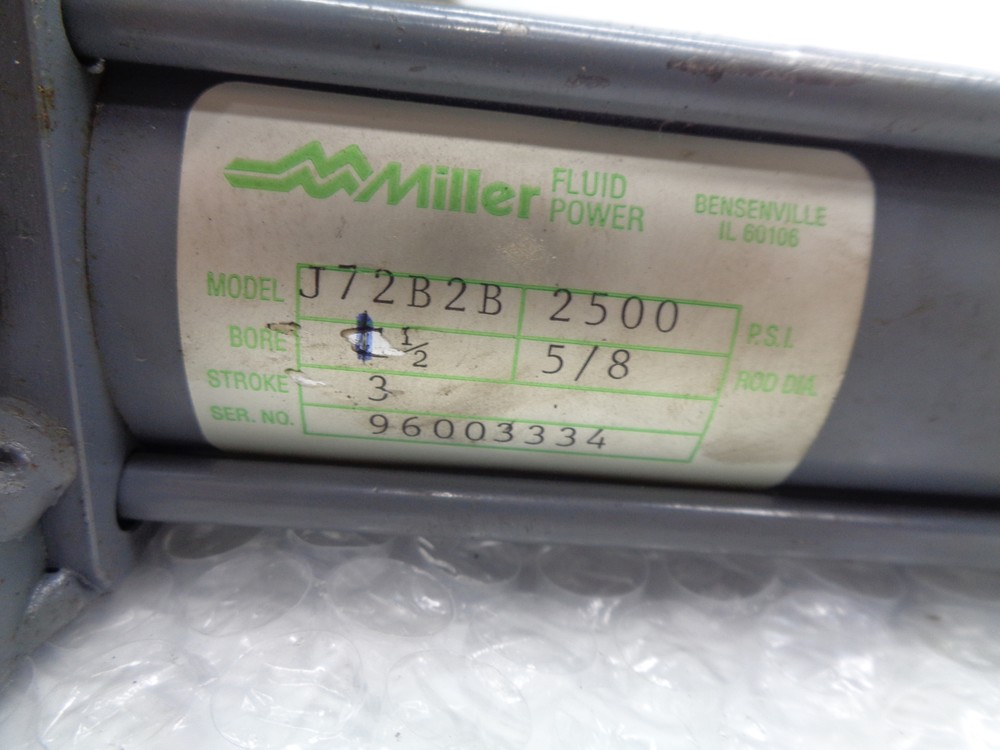 Miller FLUID POWER
BENSENVILLE
IL 60106
MODEL J72B2B 2500 P.S.I.
BORE 1/2 5/8 ROD DIA.
STROKE 3
SER. NO. 96003334